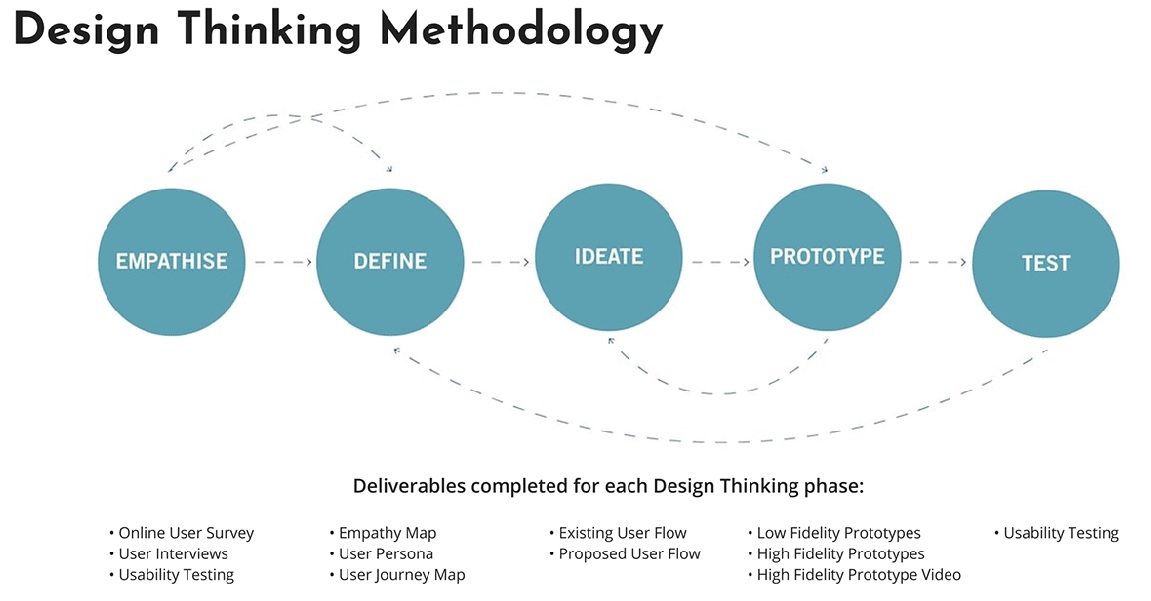 Design Thinking Methodology
EMPATHISE
DEFINE
IDEATE
PROTOTYPE
TEST
Deliverables completed for each Design Thinking phase:
• Online User Survey
• User Interviews
• Usability Testing
• Empathy Map
• User Persona
• User Journey Map
• Existing User Flow
• Proposed User Flow
• Low Fidelity Prototypes
• High Fidelity Prototypes
• High Fidelity Prototype Video
• Usability Testing